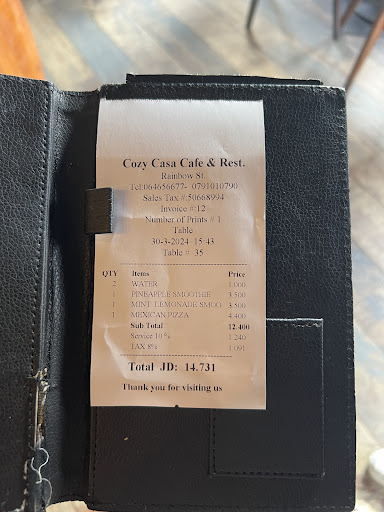 Cozy Casa Cafe & Rest.
Rainbow St.
Tel:064656677- 0791010790
Sales Tax #:50668994
Invoice # 12
Number of Prints # 1
Table
30-3-2024 15:43
Table # 35
QTY Items Price
2 WATER 1.000
1 PINEAPPLE SMOOTHIE 3.500
1 MINT LEMONADE SMOO 3.500
1 MEXICAN PIZZA 4.400
Sub Total 12.400
Service 10 % 1.240
TAX 8% 1.091
Total JD: 14.731
Thank you for visiting us